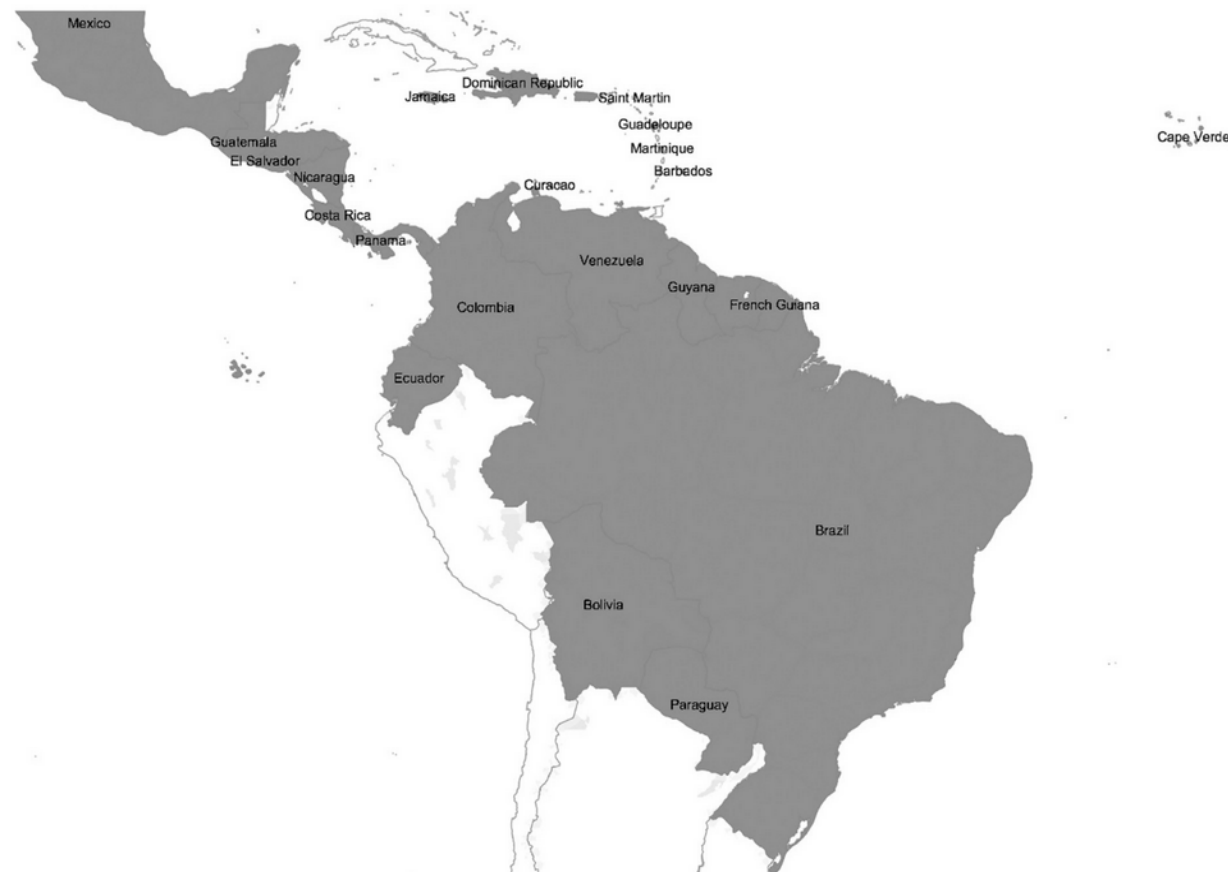 Mexico
Dominican Republic
Jamaica
Saint Martin
Guadeloupe
Cape Verde
Guatemala
Martinique
El Salvador
Barbados
Nicaragua
Curacao
Costa Rica
Panama
Venezuela
Guyana
French Guiana
Colombia
Ecuador
Brazil
Bolivia
Paraguay